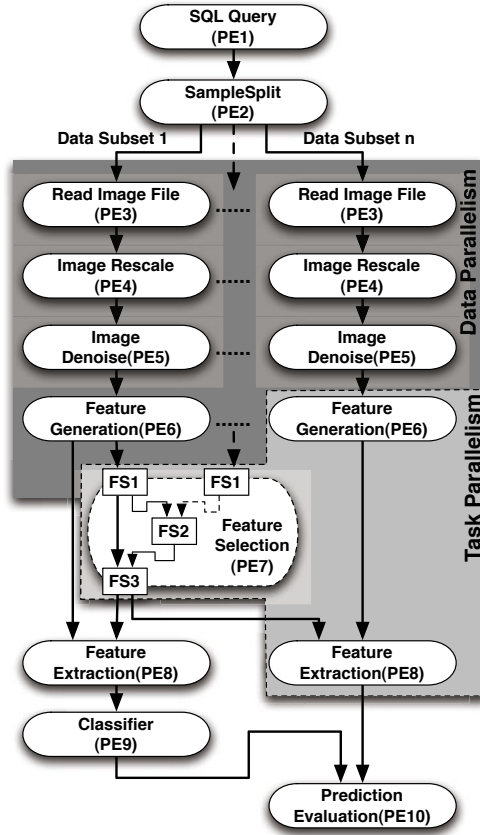 SQL Query
(PE1)
SampleSplit
(PE2)
Data Subset 1
Data Subset n
Read Image File
(PE3)
......
Read Image File
(PE3)
Data Parallelism
Image Rescale
(PE4)
......
Image Rescale
(PE4)
Image
Denoise(PE5)
......
Image
Denoise(PE5)
Feature
Generation(PE6)
......
Feature
Generation(PE6)
Task Parallelism
FS1
FS1
FS2
Feature
Selection
(PE7)
FS3
Feature
Extraction(PE8)
Feature
Extraction(PE8)
Classifier
(PE9)
Prediction
Evaluation(PE10)